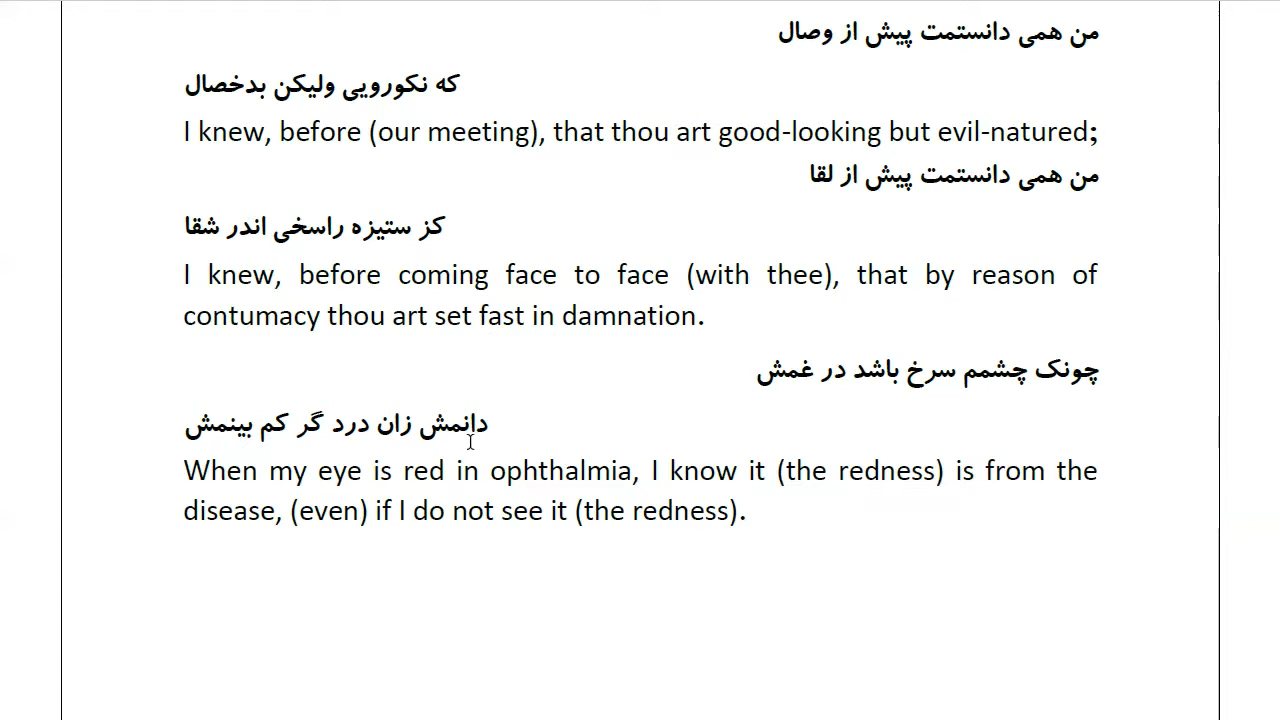 من همی دانستمت پیش از وصال
که نکورویی ولیکن بدخصال
I knew, before (our meeting), that thou art good-looking but evil-natured;
من همی دانستمت پیش از لقا
کز ستیزه راسخی اندر شقا
I knew, before coming face to face (with thee), that by reason of
contumacy thou art set fast in damnation.
چونک چشمم سرخ باشد در غمش
دانمش زان درد گر کم بینمش
When my eye is red in ophthalmia, I know it (the redness) is from the
disease, (even) if I do not see it (the redness).